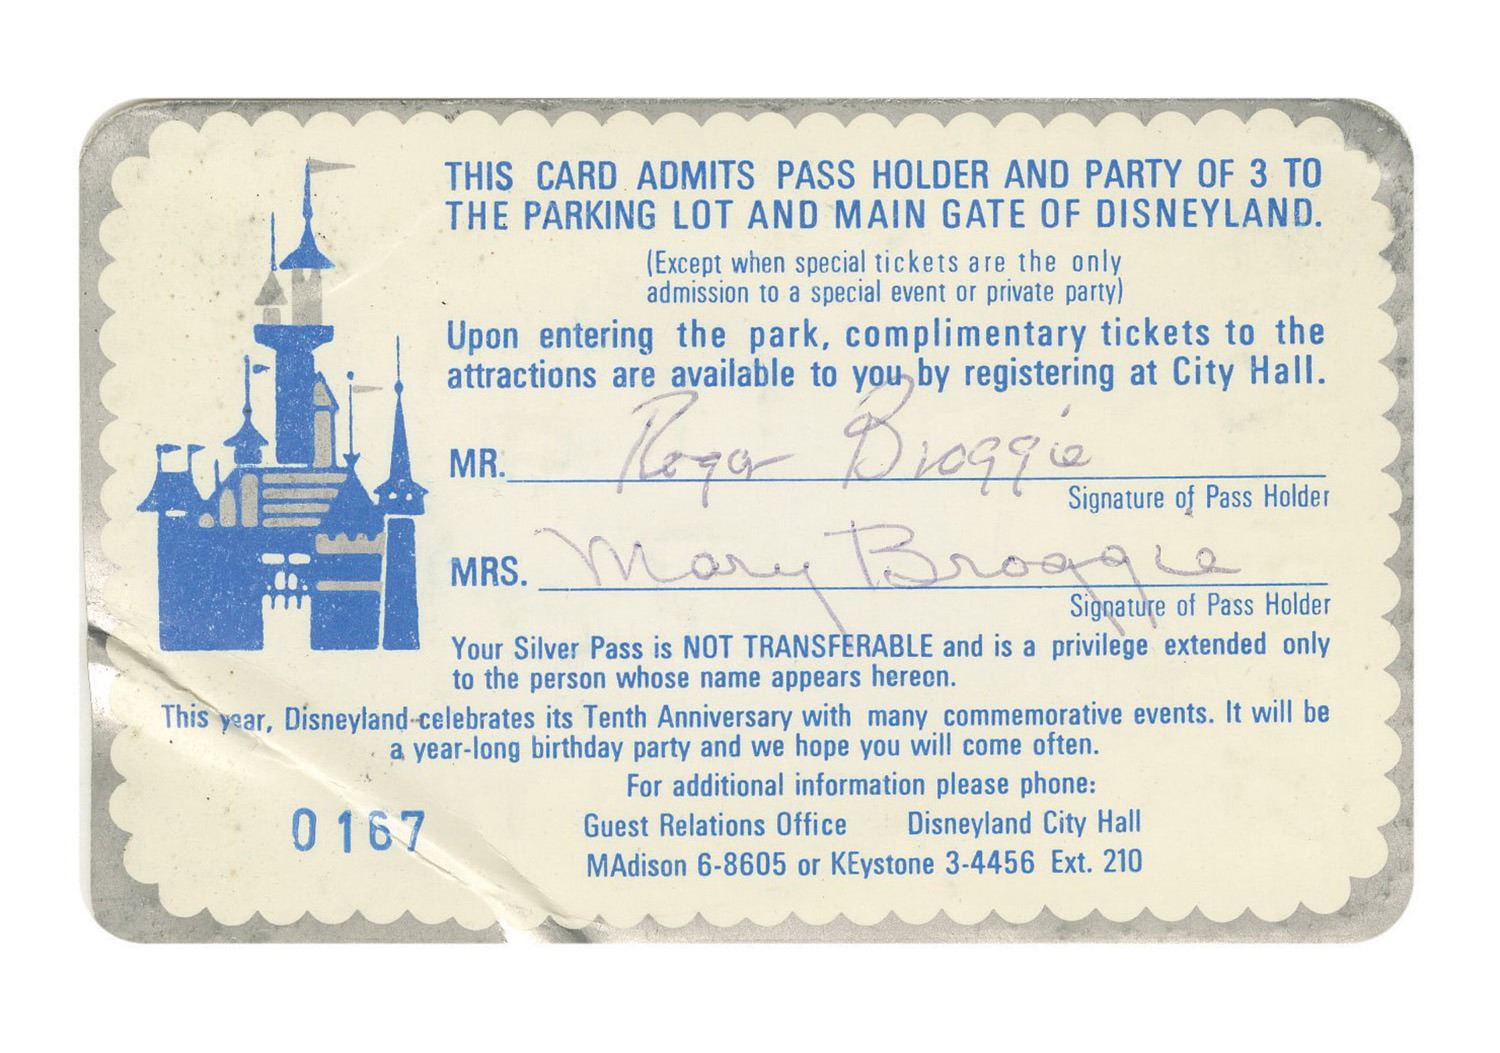 THIS CARD ADMITS PASS HOLDER AND PARTY OF 3 TO
THE PARKING LOT AND MAIN GATE OF DISNEYLAND.
(Except when special tickets are the only
admission to a special event or private party)
Upon entering the park, complimentary tickets to the
attractions are available to you by registering at City Hall.
MR. Roger Broggie
Signature of Pass Holder
MRS. Mary Broggie
Signature of Pass Holder
Your Silver Pass is NOT TRANSFERABLE and is a privilege extended only
to the person whose name appears hereon.
This year, Disneyland celebrates its Tenth Anniversary with many commemorative events. It will be
a year-long birthday party and we hope you will come often.
For additional information please phone:
Guest Relations Office Disneyland City Hall
MAdison 6-8605 or KEystone 3-4456 Ext. 210
0167